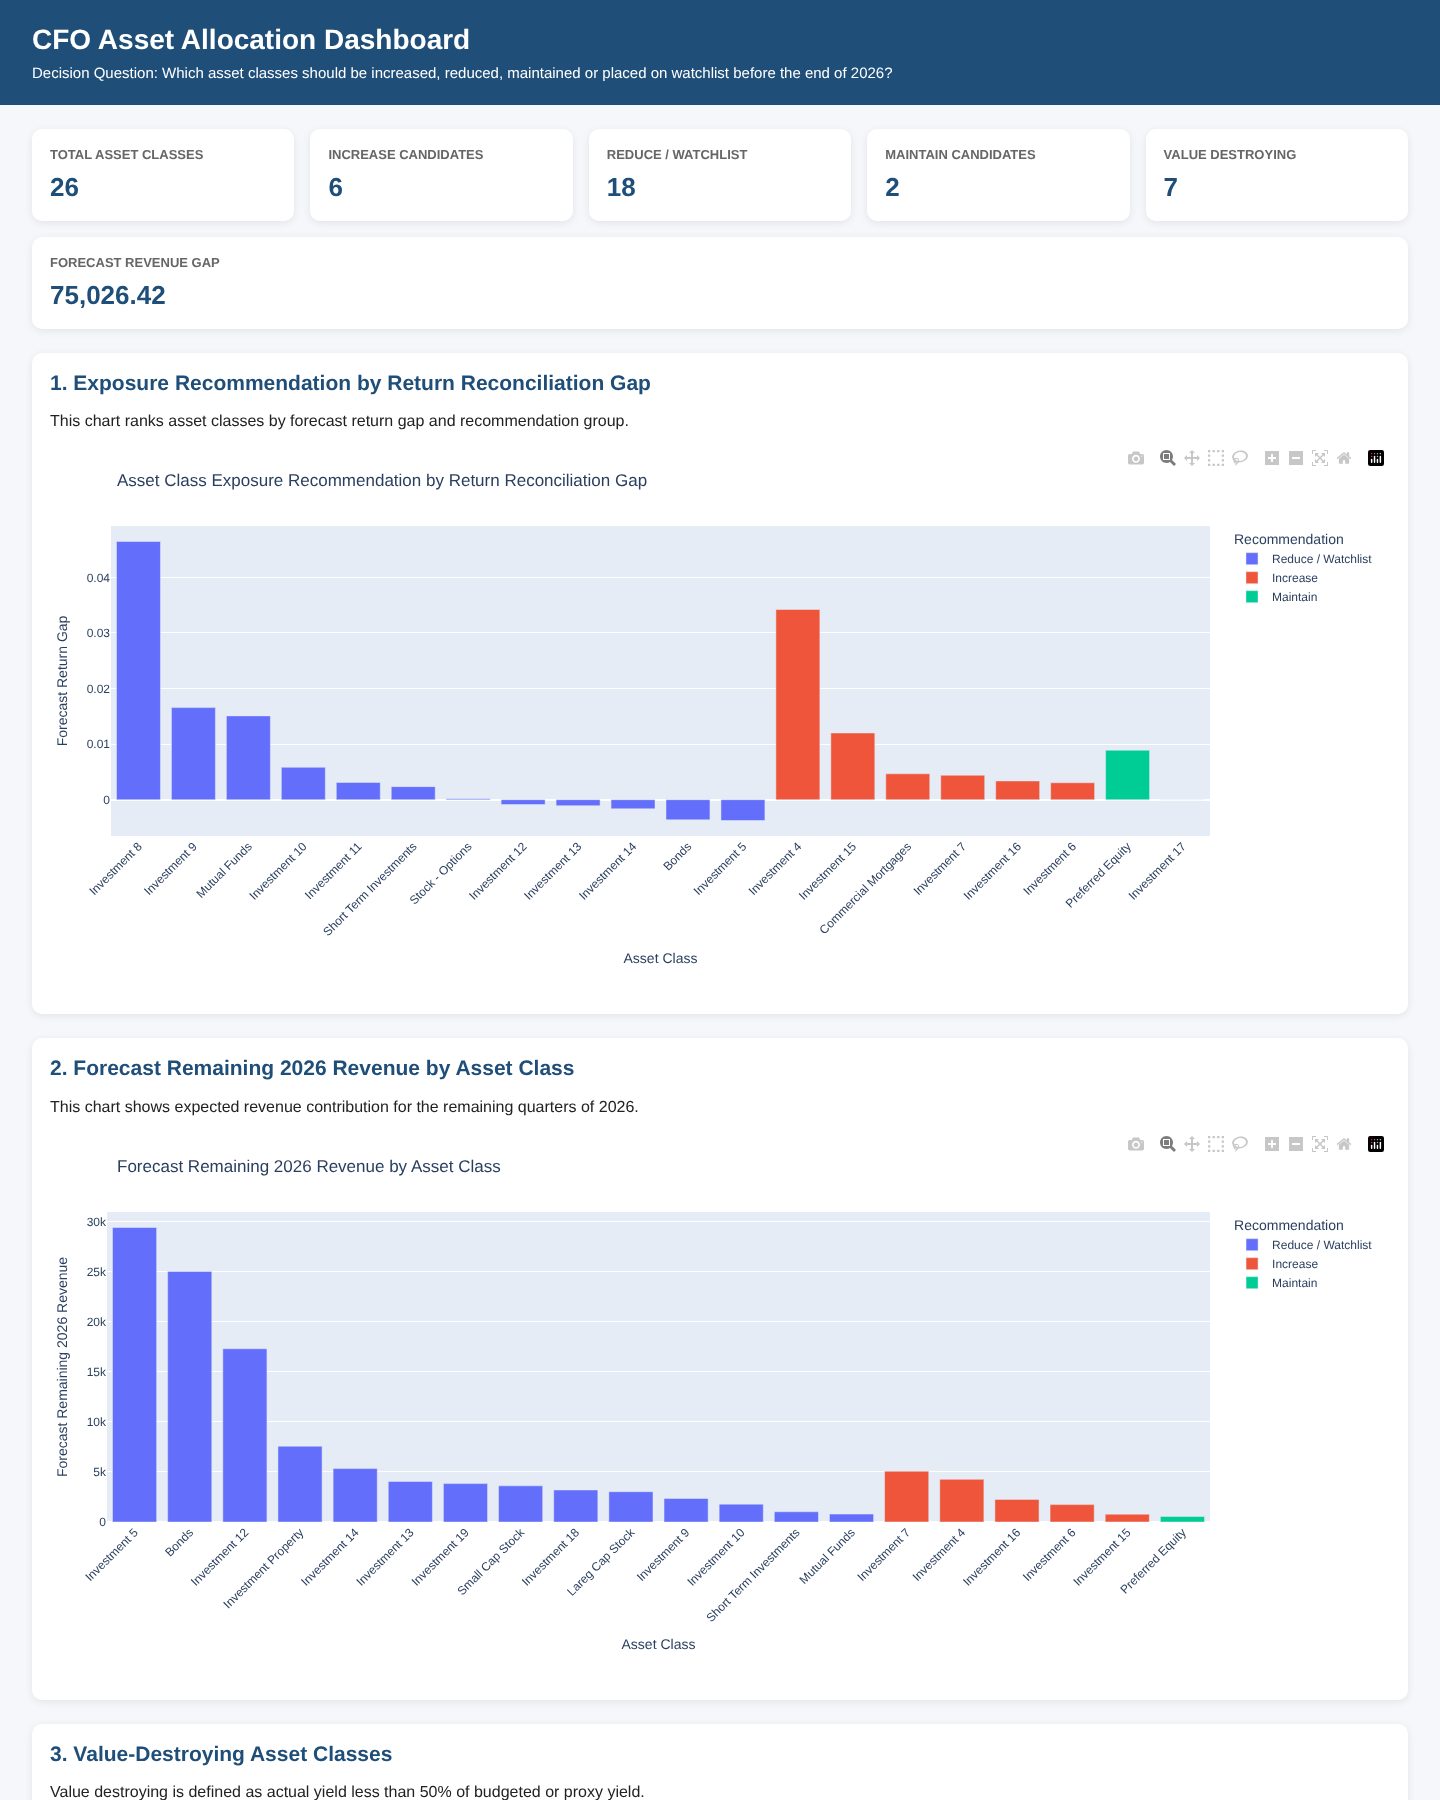 CFO Asset Allocation Dashboard
Decision Question: Which asset classes should be increased, reduced, maintained or placed on watchlist before the end of 2026?
TOTAL ASSET CLASSES
26
INCREASE CANDIDATES
6
REDUCE / WATCHLIST
18
MAINTAIN CANDIDATES
2
VALUE DESTROYING
7
FORECAST REVENUE GAP
75,026.42
1. Exposure Recommendation by Return Reconciliation Gap
This chart ranks asset classes by forecast return gap and recommendation group.
Asset Class Exposure Recommendation by Return Reconciliation Gap
Forecast Return Gap
0.04
0.03
0.02
0.01
0
Investment 8
Investment 9
Mutual Funds
Investment 10
Investment 11
Short Term Investments
Stock - Options
Investment 12
Investment 13
Investment 14
Bonds
Investment 5
Investment 4
Investment 15
Commercial Mortgages
Investment 7
Investment 16
Investment 6
Preferred Equity
Investment 17
Asset Class
Recommendation
Reduce / Watchlist
Increase
Maintain
2. Forecast Remaining 2026 Revenue by Asset Class
This chart shows expected revenue contribution for the remaining quarters of 2026.
Forecast Remaining 2026 Revenue by Asset Class
Forecast Remaining 2026 Revenue
30k
25k
20k
15k
10k
5k
0
Investment 5
Bonds
Investment 12
Investment Property
Investment 14
Investment 13
Investment 19
Small Cap Stock
Investment 18
Lareg Cap Stock
Investment 9
Investment 10
Short Term Investments
Mutual Funds
Investment 7
Investment 4
Investment 16
Investment 6
Investment 15
Preferred Equity
Asset Class
Recommendation
Reduce / Watchlist
Increase
Maintain
3. Value-Destroying Asset Classes
Value destroying is defined as actual yield less than 50% of budgeted or proxy yield.